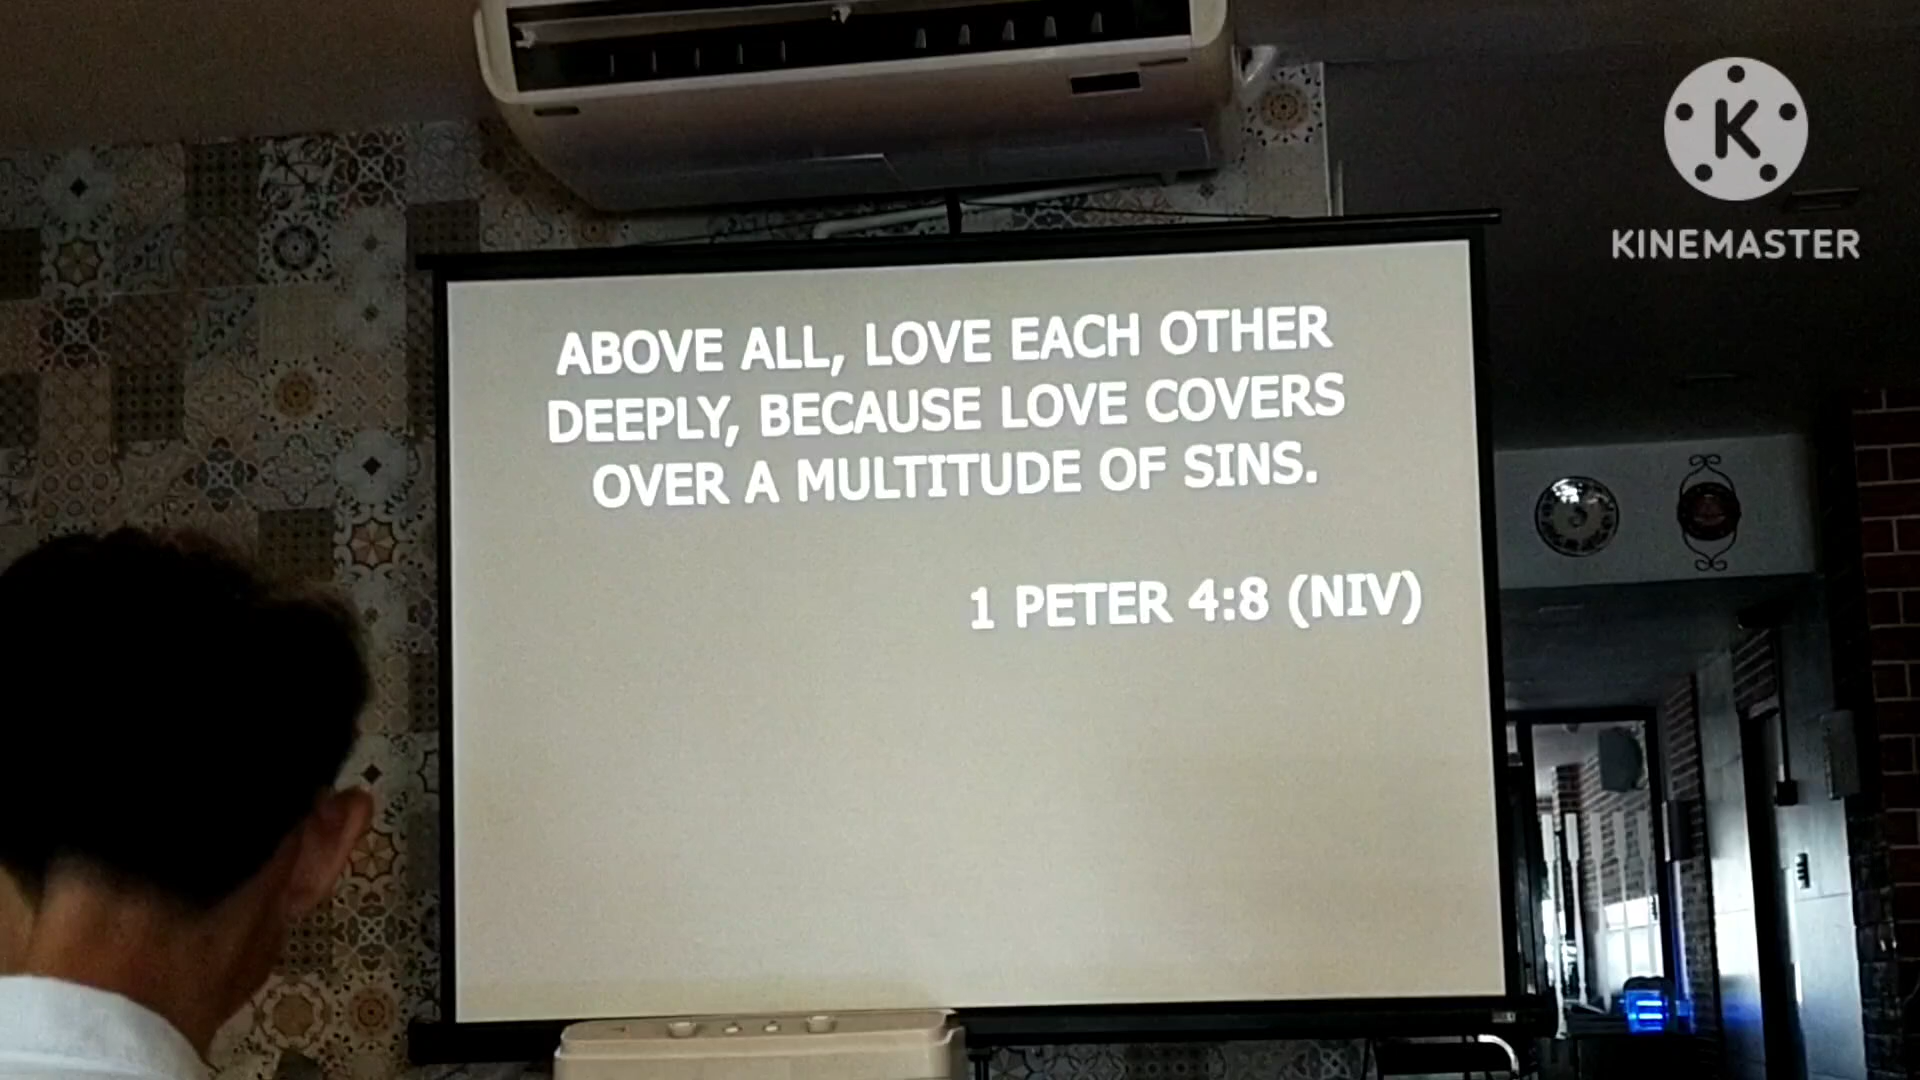 K
KINEMASTER
ABOVE ALL, LOVE EACH OTHER
DEEPLY, BECAUSE LOVE COVERS
OVER A MULTITUDE OF SINS.
1 PETER 4:8 (NIV)